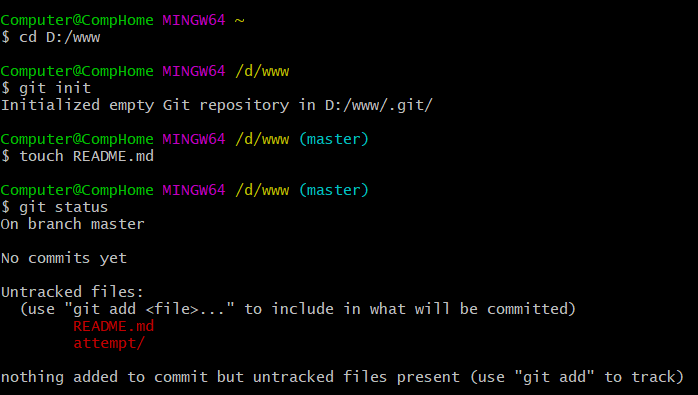 Computer@CompHome MINGW64 ~
$ cd D:/www
Computer@CompHome MINGW64 /d/www
$ git init
Initialized empty Git repository in D:/www/.git/
Computer@CompHome MINGW64 /d/www (master)
$ touch README.md
Computer@CompHome MINGW64 /d/www (master)
$ git status
On branch master
No commits yet
Untracked files:
  (use "git add <file>..." to include in what will be committed)
        README.md
        attempt/
nothing added to commit but untracked files present (use "git add" to track)